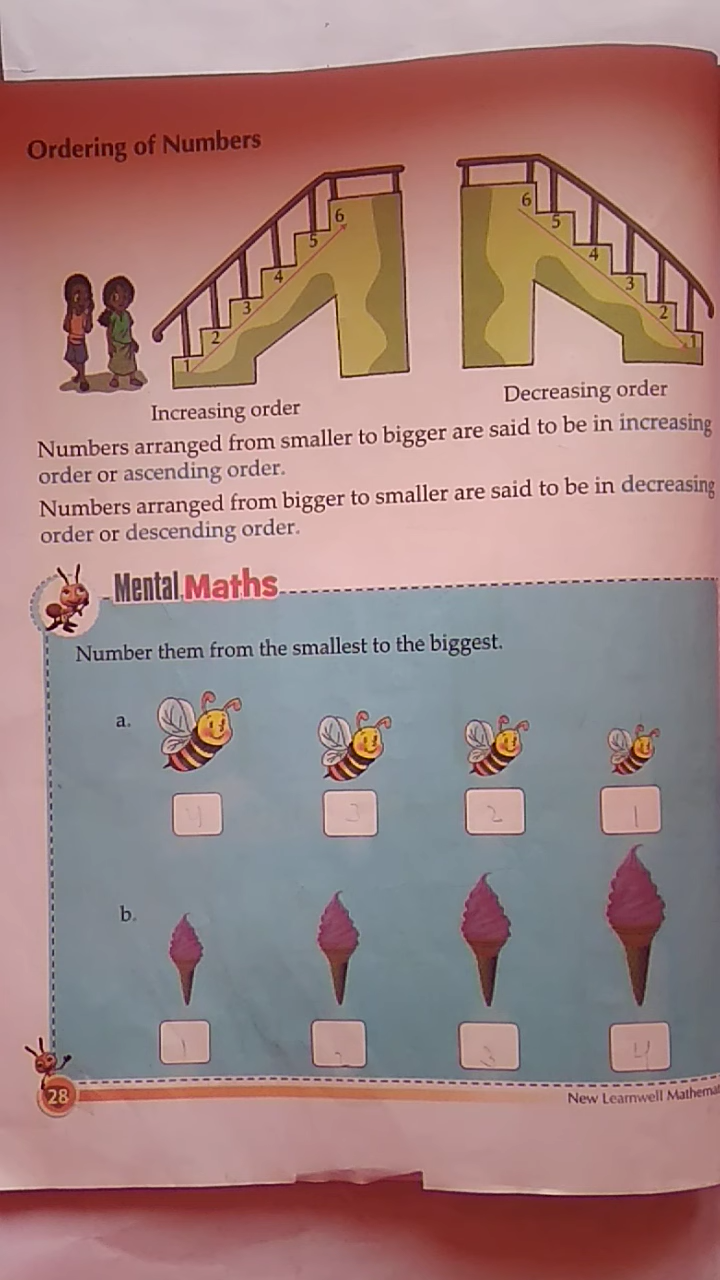 Ordering of Numbers
6
5
4
3
2
1
6
5
4
3
2
1
Increasing order
Decreasing order
Numbers arranged from smaller to bigger are said to be in increasing
order or ascending order.
Numbers arranged from bigger to smaller are said to be in decreasing
order or descending order.
Mental Maths
Number them from the smallest to the biggest.
a.
4 3 2 1
b.
1 2 3 4
28
New Learnwell